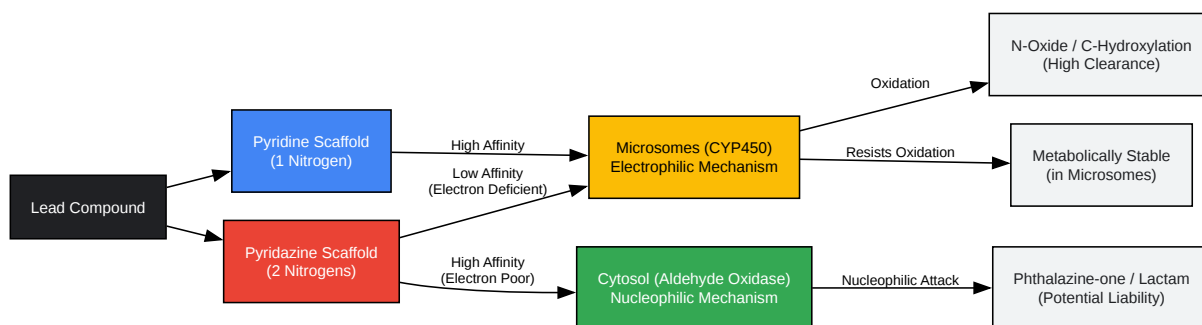 Lead Compound
Pyridine Scaffold
(1 Nitrogen)
Pyridazine Scaffold
(2 Nitrogens)
High Affinity
Low Affinity
(Electron Deficient)
High Affinity
(Electron Poor)
Microsomes (CYP450)
Electrophilic Mechanism
Cytosol (Aldehyde Oxidase)
Nucleophilic Mechanism
Oxidation
Resists Oxidation
Nucleophilic Attack
N-Oxide / C-Hydroxylation
(High Clearance)
Metabolically Stable
(in Microsomes)
Phthalazine-one / Lactam
(Potential Liability)